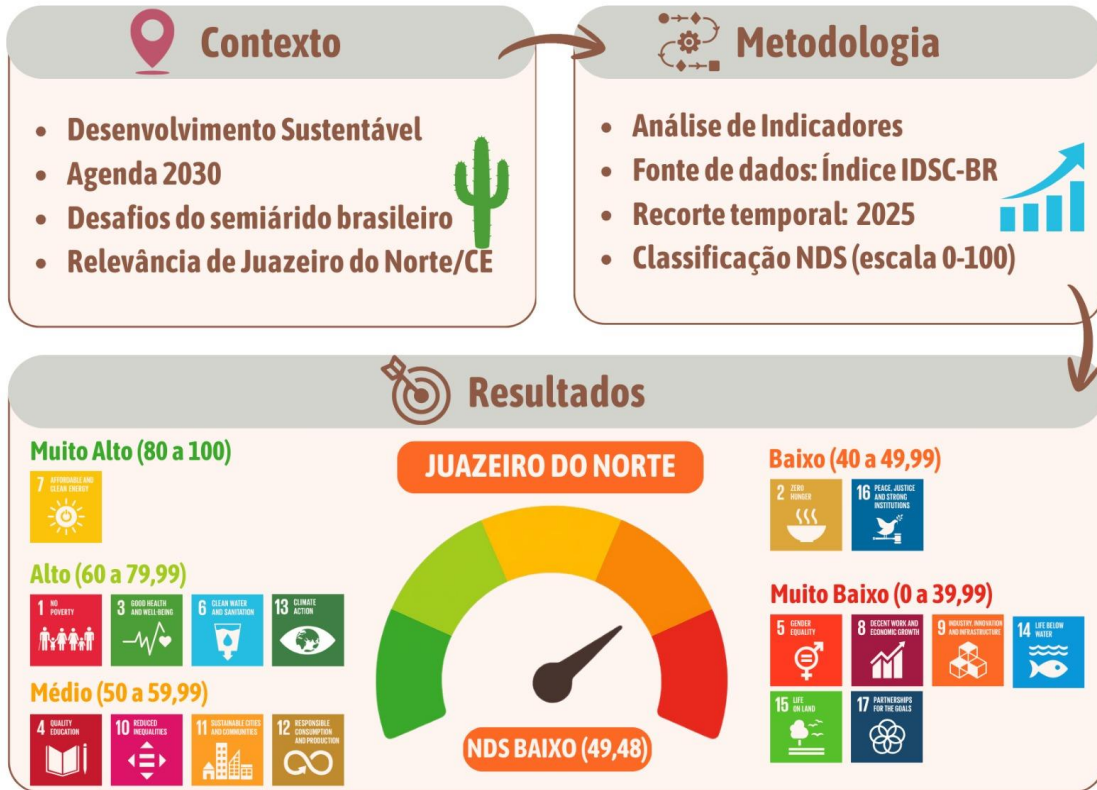 Contexto
• Desenvolvimento Sustentável
• Agenda 2030
• Desafios do semiárido brasileiro
• Relevância de Juazeiro do Norte/CE
Metodologia
• Análise de Indicadores
• Fonte de dados: Índice IDSC-BR
• Recorte temporal: 2025
• Classificação NDS (escala 0-100)
Resultados
Muito Alto (80 a 100)
7 AFFORDABLE AND
CLEAN ENERGY
Alto (60 a 79,99)
1 NO
POVERTY
3 GOOD HEALTH
AND WELL-BEING
6 CLEAN WATER
AND SANITATION
13 CLIMATE
ACTION
Médio (50 a 59,99)
4 QUALITY
EDUCATION
10 REDUCED
INEQUALITIES
11 SUSTAINABLE CITIES
AND COMMUNITIES
12 RESPONSIBLE
CONSUMPTION
AND PRODUCTION
JUAZEIRO DO NORTE
NDS BAIXO (49,48)
Baixo (40 a 49,99)
2 ZERO
HUNGER
16 PEACE, JUSTICE
AND STRONG
INSTITUTIONS
Muito Baixo (0 a 39,99)
5 GENDER
EQUALITY
8 DECENT WORK AND
ECONOMIC GROWTH
9 INDUSTRY, INNOVATION
AND INFRASTRUCTURE
14 LIFE BELOW
WATER
15 LIFE
ON LAND
17 PARTNERSHIPS
FOR THE GOALS